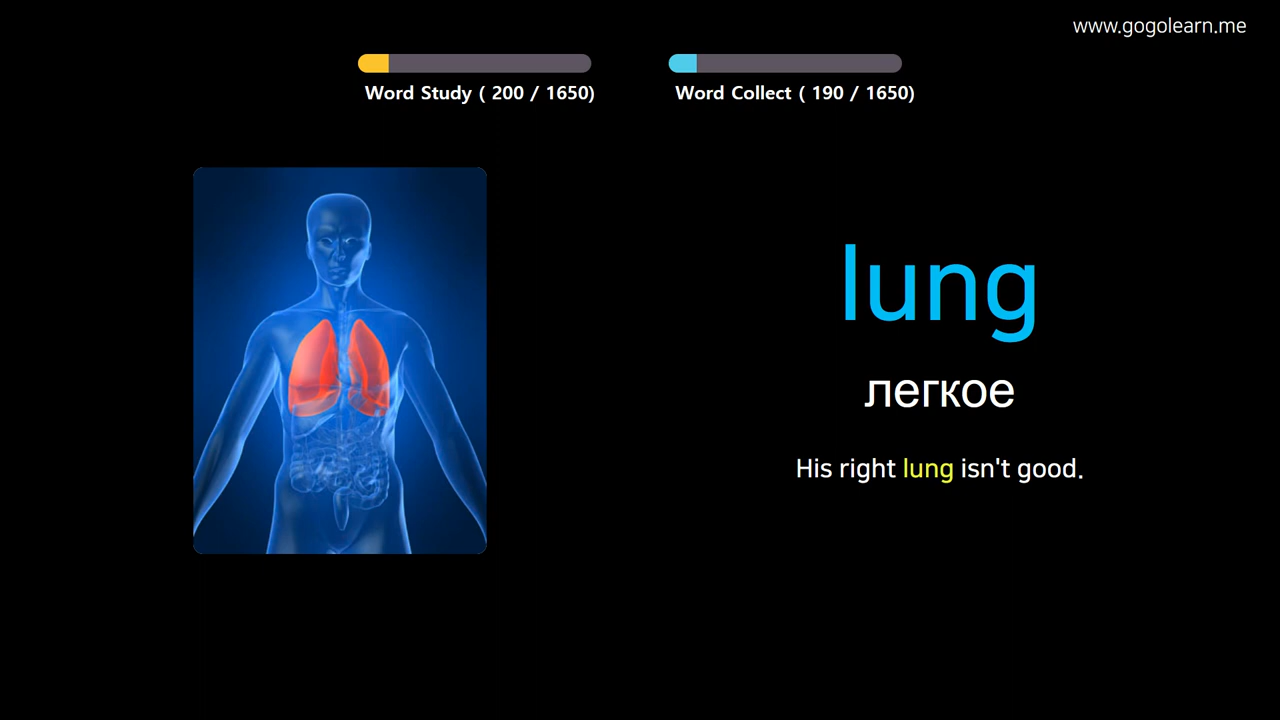 www.gogolearn.me
Word Study ( 200 / 1650)
Word Collect ( 190 / 1650)
lung
легкое
His right lung isn't good.